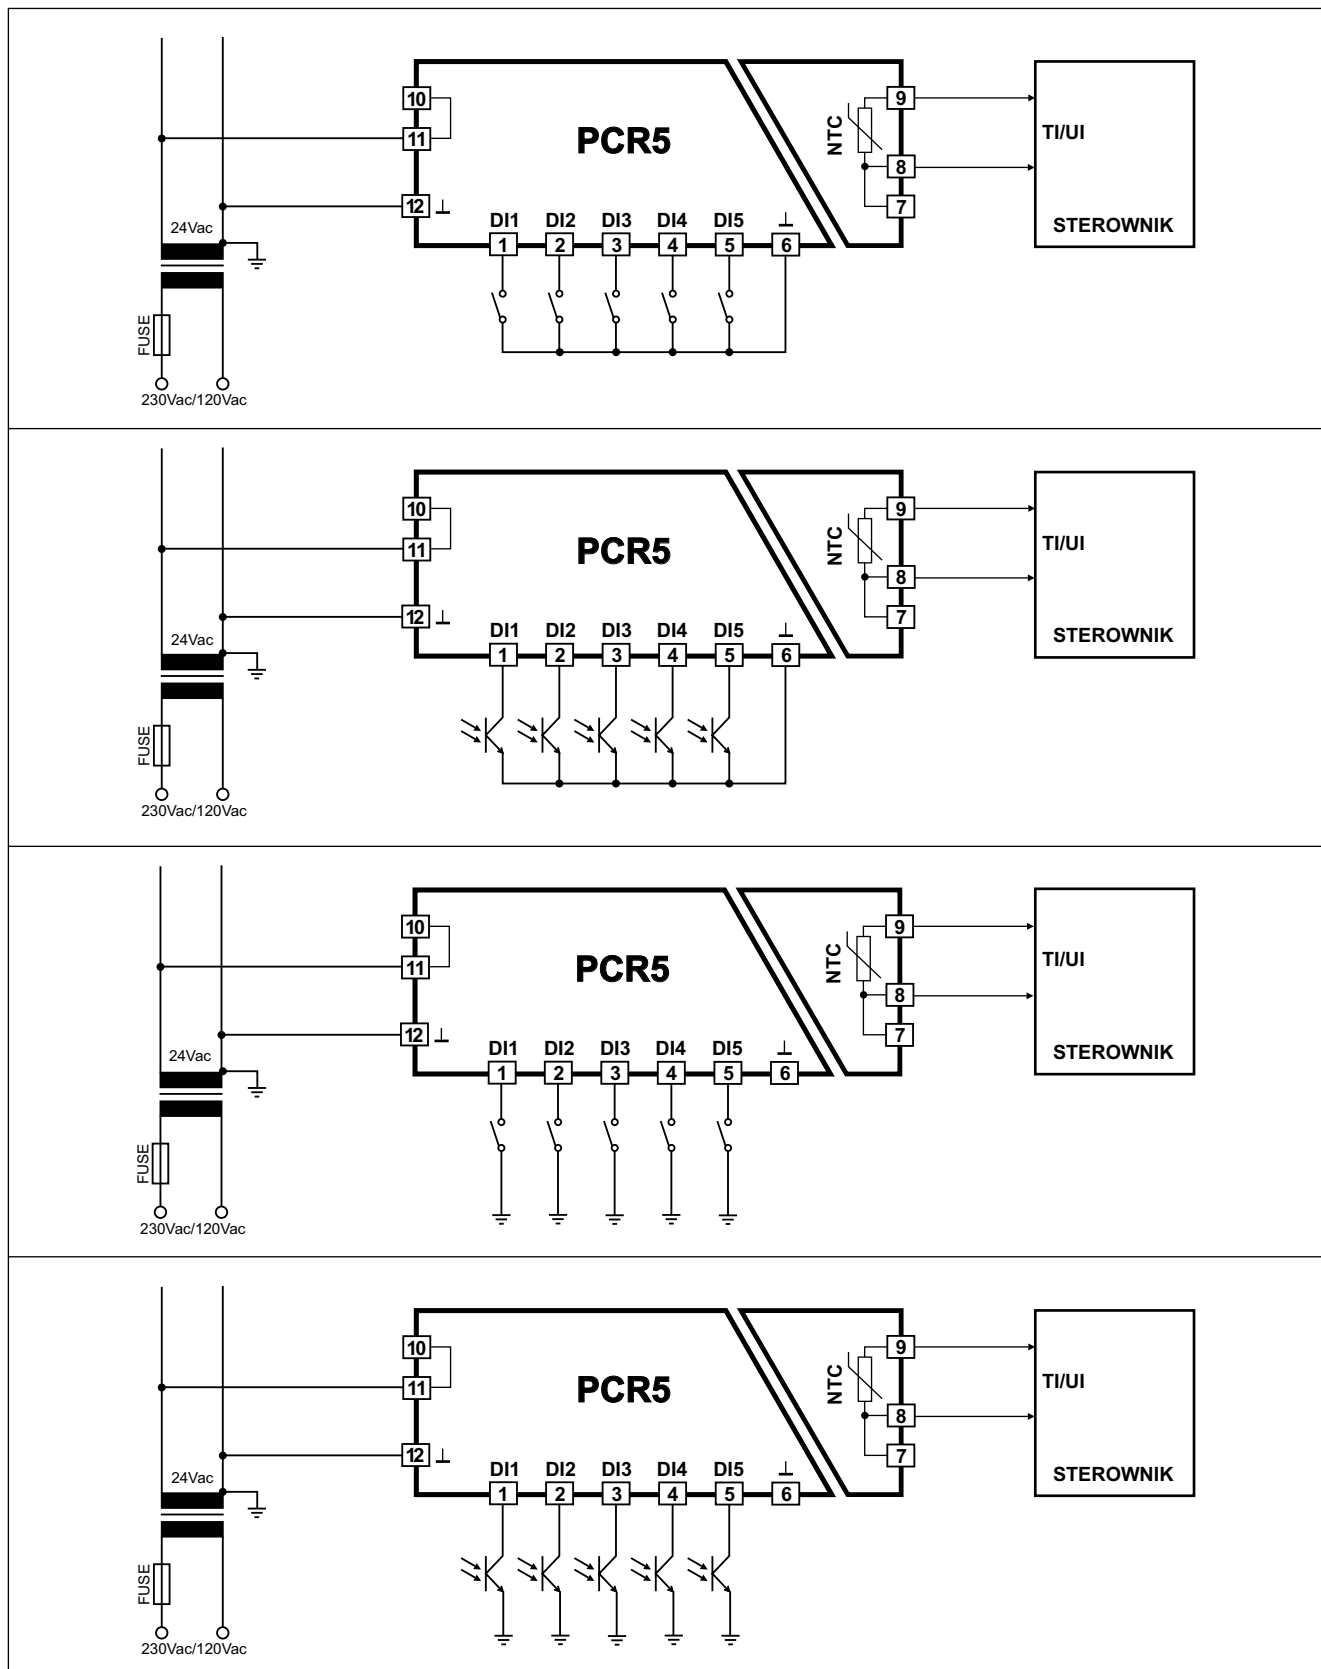 10
9
NTC
PCR5
11
TI/UI
8
12 ⊥
7
DI1 DI2 DI3 DI4 DI5 ⊥
24Vac
STEROWNIK
1 2 3 4 5 6
FUSE
230Vac/120Vac
10
9
NTC
PCR5
11
TI/UI
8
12 ⊥
7
DI1 DI2 DI3 DI4 DI5 ⊥
24Vac
STEROWNIK
1 2 3 4 5 6
FUSE
230Vac/120Vac
10
9
NTC
PCR5
11
TI/UI
8
12 ⊥
7
DI1 DI2 DI3 DI4 DI5 ⊥
24Vac
STEROWNIK
1 2 3 4 5 6
FUSE
230Vac/120Vac
10
9
NTC
PCR5
11
TI/UI
8
12 ⊥
7
DI1 DI2 DI3 DI4 DI5 ⊥
24Vac
STEROWNIK
1 2 3 4 5 6
FUSE
230Vac/120Vac